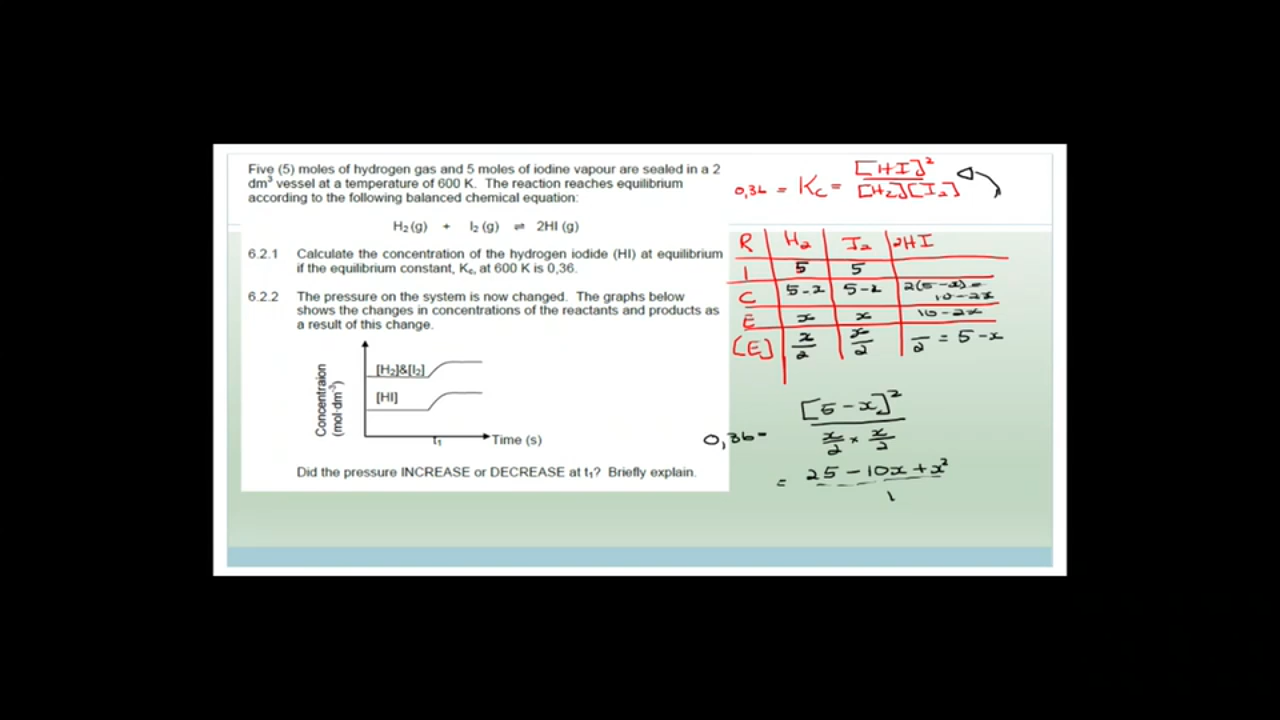 Five (5) moles of hydrogen gas and 5 moles of iodine vapour are sealed in a 2
dm³ vessel at a temperature of 600 K. The reaction reaches equilibrium
according to the following balanced chemical equation:
H₂(g) + I₂(g) ⇌ 2HI (g)
6.2.1 Calculate the concentration of the hydrogen iodide (HI) at equilibrium
if the equilibrium constant, Kc, at 600 K is 0,36.
6.2.2 The pressure on the system is now changed. The graphs below
shows the changes in concentrations of the reactants and products as
a result of this change.
Concentraion
(mol·dm⁻³)
[H₂]&[I₂]
[HI]
t₁
Time (s)
Did the pressure INCREASE or DECREASE at t₁? Briefly explain.
0,36 = Kc = [HI]²
[H₂][I₂]
R H₂ I₂ 2HI
I 5 5
C 5-x 5-x 2(5-x) =
10-2x
E x x 10-2x
[E] x/2 x/2 /2 = 5-x
[5-x]²
0,36=
x/2 × x/2
= 25 - 10x + x²